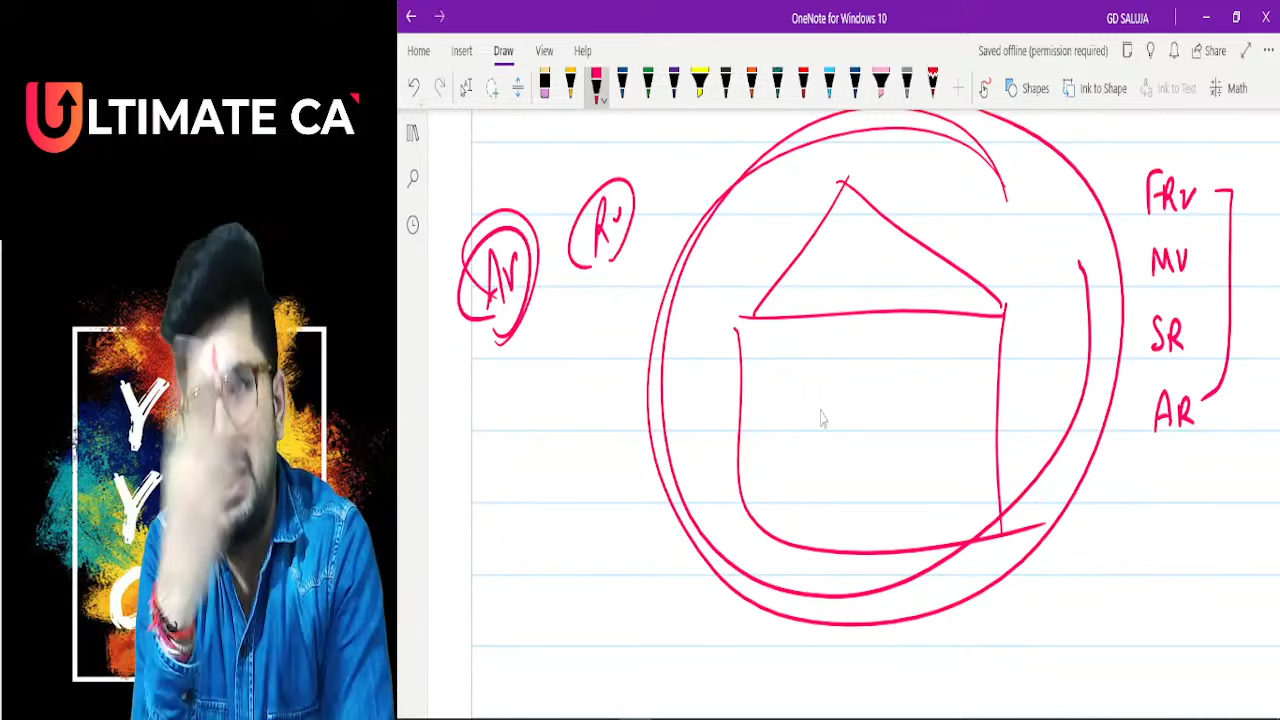 OneNote for Windows 10
GD SALUJA
ULTIMATE CA
Home Insert Draw View Help
Saved offline (permission required)
Share
Shapes
Ink to Shape
Ink to Text
Math
FRV
MV
SR
AR
AV
Y
Y